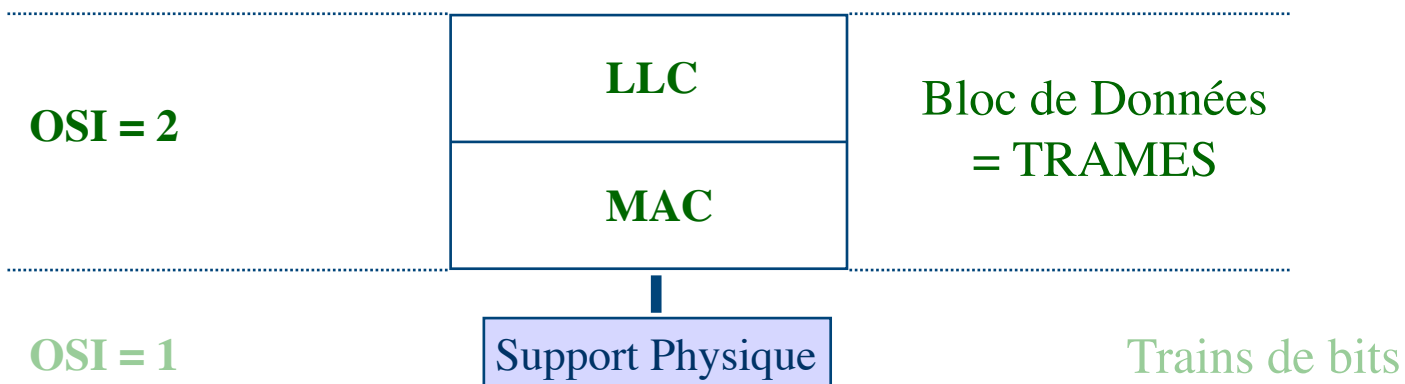 LLC
OSI = 2
Bloc de Données
= TRAMES
MAC
OSI = 1
Support Physique
Trains de bits